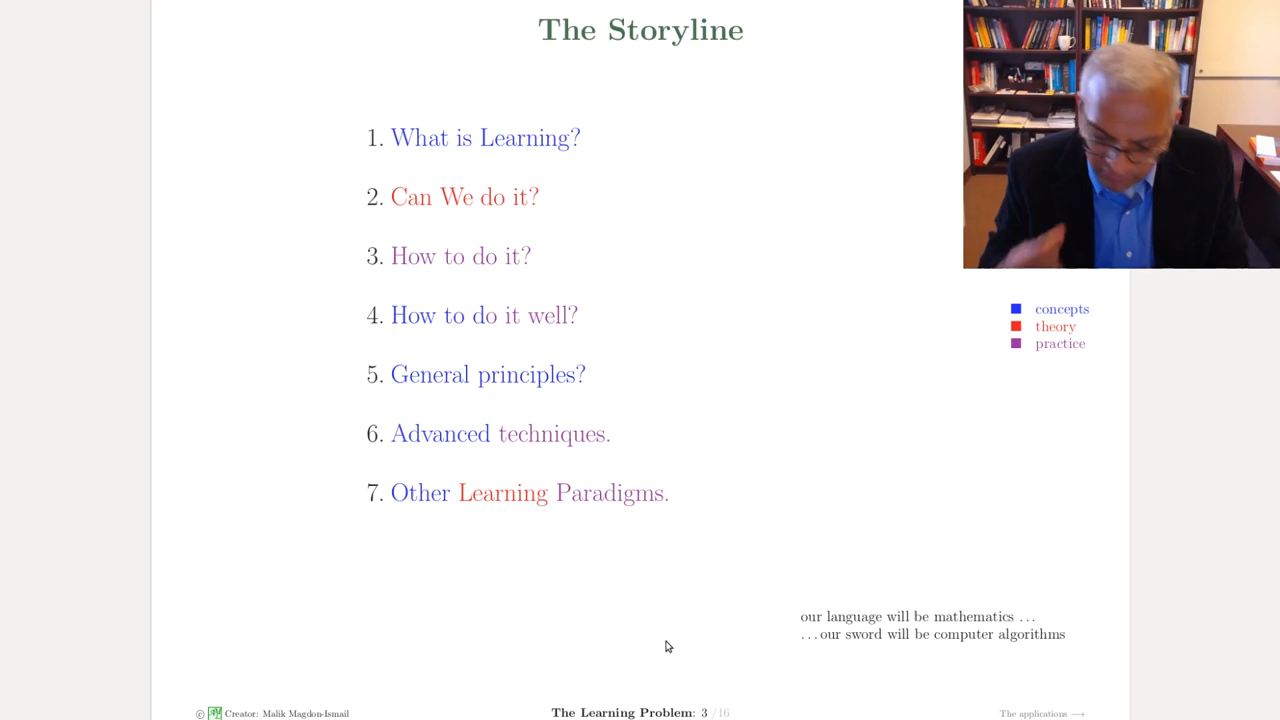 The Storyline
1. What is Learning?
2. Can We do it?
3. How to do it?
4. How to do it well?
5. General principles?
6. Advanced techniques.
7. Other Learning Paradigms.
concepts
theory
practice
our language will be mathematics ...
...our sword will be computer algorithms
© Creator: Malik Magdon-Ismail
The Learning Problem: 3 /16
The applications →